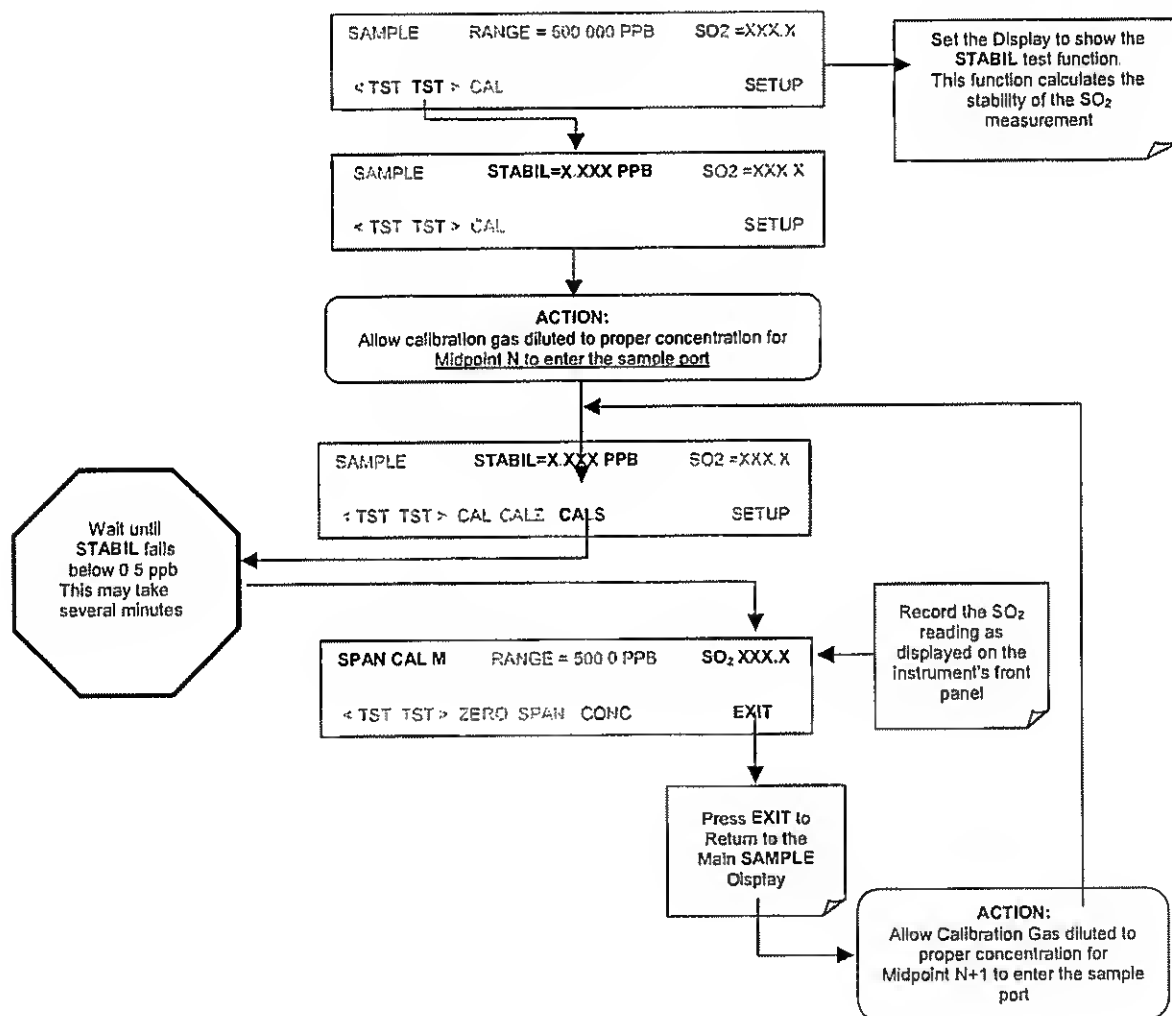 SAMPLE RANGE = 500 000 PPB SO2 =XXX.X
< TST TST > CAL SETUP
Set the Display to show the
STABIL test function.
This function calculates the
stability of the SO₂
measurement
SAMPLE STABIL=X.XXX PPB SO2 =XXX X
< TST TST > CAL SETUP
ACTION:
Allow calibration gas diluted to proper concentration for
Midpoint N to enter the sample port
SAMPLE STABIL=X.XXX PPB SO2 =XXX.X
< TST TST > CAL CALZ CALS SETUP
Wait until
STABIL falls
below 0 5 ppb
This may take
several minutes
SPAN CAL M RANGE = 500 0 PPB SO₂ XXX.X
< TST TST > ZERO SPAN CONC EXIT
Record the SO₂
reading as
displayed on the
instrument's front
panel
Press EXIT to
Return to the
Main SAMPLE
Display
ACTION:
Allow Calibration Gas diluted to
proper concentration for
Midpoint N+1 to enter the sample
port